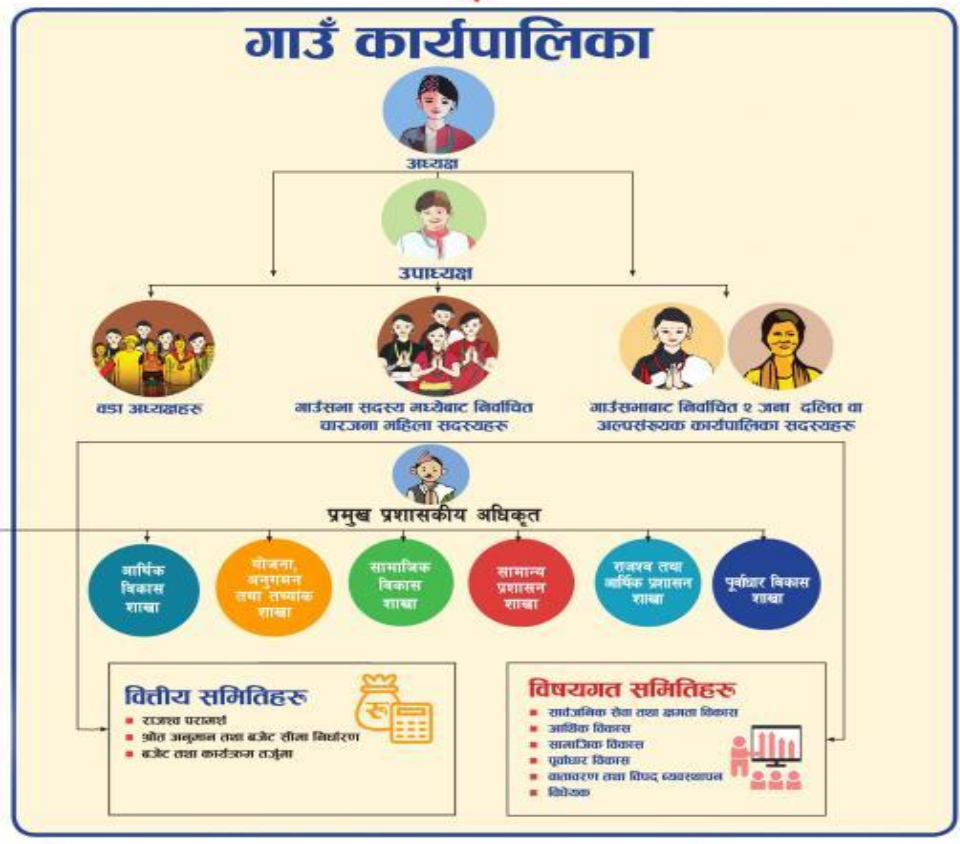 गाउँ कार्यपालिका
अध्यक्ष
उपाध्यक्ष
वडा अध्यक्षहरु
गाउँसभा सदस्य मध्येबाट निर्वाचित
चारजना महिला सदस्यहरु
गाउँसभाबाट निर्वाचित २ जना दलित वा
अल्पसंख्यक कार्यपालिका सदस्यहरु
प्रमुख प्रशासकीय अधिकृत
आर्थिक
विकास
शाखा
योजना,
अनुगमन
तथा तथ्यांक
शाखा
सामाजिक
विकास
शाखा
सामान्य
प्रशासन
शाखा
राजश्व तथा
आर्थिक प्रशासन
शाखा
पूर्वाधार विकास
शाखा
वित्तीय समितिहरु
राजश्व परामर्श
श्रोत अनुमान तथा बजेट सीमा निर्धारण
बजेट तथा कार्यक्रम तर्जुमा
रू
विषयगत समितिहरु
सार्वजनिक सेवा तथा क्षमता विकास
आर्थिक विकास
सामाजिक विकास
पूर्वाधार विकास
वातावरण तथा विपद् व्यवस्थापन
विधेयक